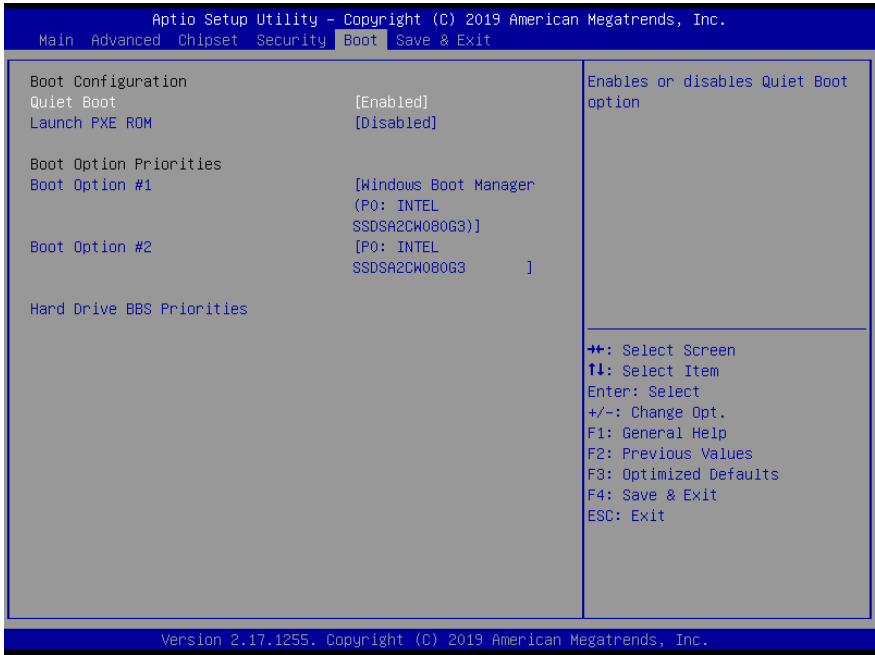 Aptio Setup Utility – Copyright (C) 2019 American Megatrends, Inc.
Main Advanced Chipset Security Boot Save & Exit
Boot Configuration
Quiet Boot [Enabled]
Launch PXE ROM [Disabled]
Boot Option Priorities
Boot Option #1 [Windows Boot Manager
(P0: INTEL
SSDSA2CW080G3)]
Boot Option #2 [P0: INTEL
SSDSA2CW080G3 ]
Hard Drive BBS Priorities
Enables or disables Quiet Boot
option
→←: Select Screen
↑↓: Select Item
Enter: Select
+/-: Change Opt.
F1: General Help
F2: Previous Values
F3: Optimized Defaults
F4: Save & Exit
ESC: Exit
Version 2.17.1255. Copyright (C) 2019 American Megatrends, Inc.